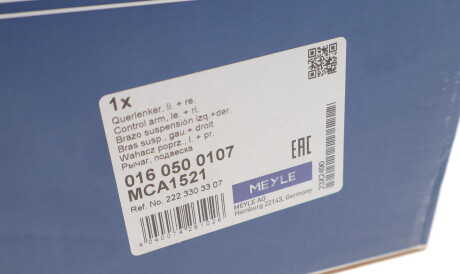 1x
Querlenker, li. + re.
Control arm, le. + ri.
Brazo suspensión izq.+der.
Bras susp., gau.+ droit
Wahacz poprz., l. + pr.
Рычаг, подвеска
016 050 0107
MCA1521
Ref. No. 222 330 33 07
EAC
MEYLE
MEYLE AG
Hamburg 22143, Germany